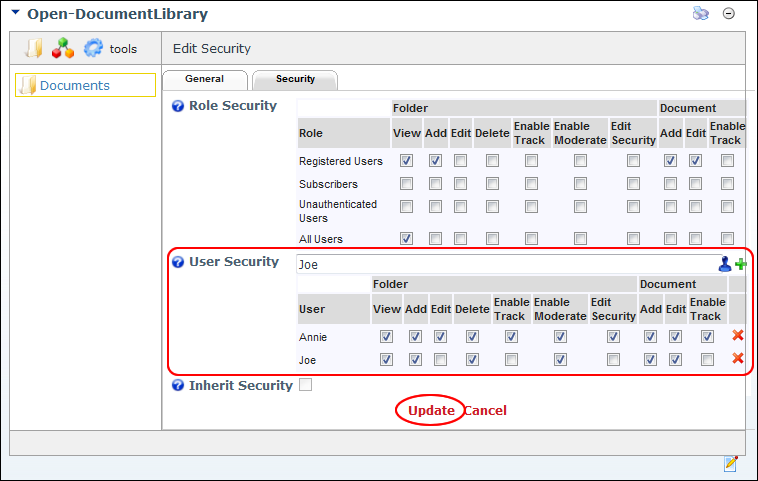 Open-DocumentLibrary
tools Edit Security
Documents
General Security
Role Security
Folder Document
Role View Add Edit Delete Enable Track Enable Moderate Edit Security Add Edit Enable Track
Registered Users
Subscribers
Unauthenticated
Users
All Users
User Security Joe
Folder Document
User View Add Edit Delete Enable Track Enable Moderate Edit Security Add Edit Enable Track
Annie
Joe
Inherit Security
Update Cancel